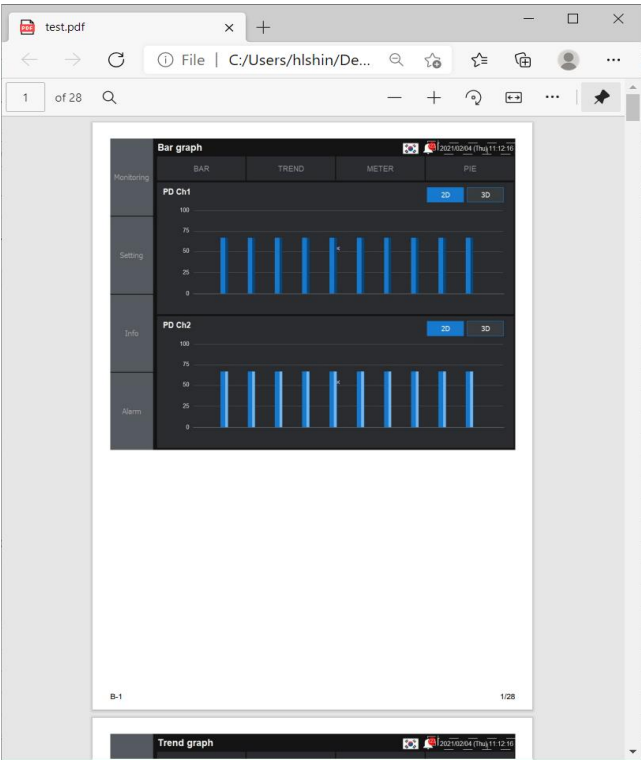 test.pdf
File | C:/Users/hlshin/De...
1 of 28
Bar graph 2021/02/04 (Thu) 11:12:16
Monitoring
Setting
Info
Alarm
BAR TREND METER PIE
PD Ch1 2D 3D
100
75
50
25
0
PD Ch2 2D 3D
100
75
50
25
0
B-1 1/28
Trend graph 2021/02/04 (Thu) 11:12:16